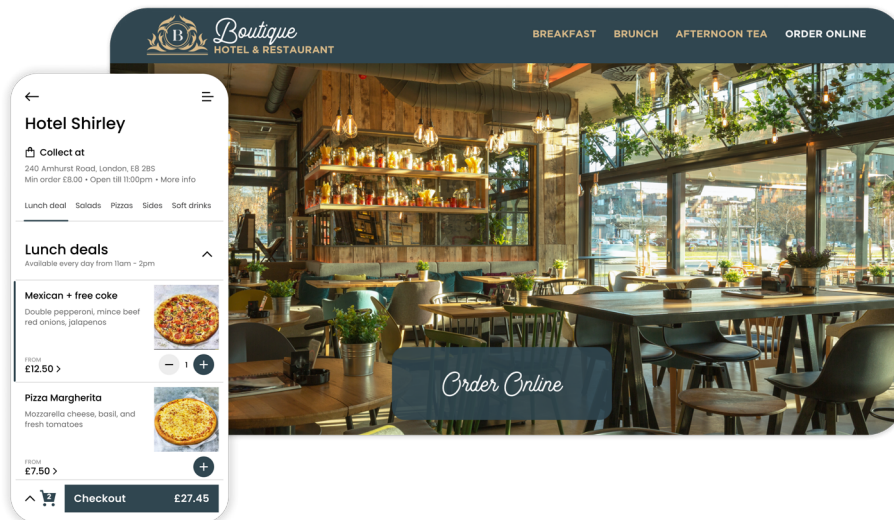 B
Boutique
HOTEL & RESTAURANT
BREAKFAST BRUNCH AFTERNOON TEA ORDER ONLINE
Order Online
Hotel Shirley
Collect at
240 Amhurst Road, London, E8 2BS
Min order £8.00 • Open till 11:00pm • More info
Lunch deal Salads Pizzas Sides Soft drinks
Lunch deals
Available every day from 11am - 2pm
Mexican + free coke
Double pepperoni, mince beef
red onions, jalapenos
FROM
£12.50 >
1
Pizza Margherita
Mozzarella cheese, basil, and
fresh tomatoes
FROM
£7.50 >
2
Checkout £27.45